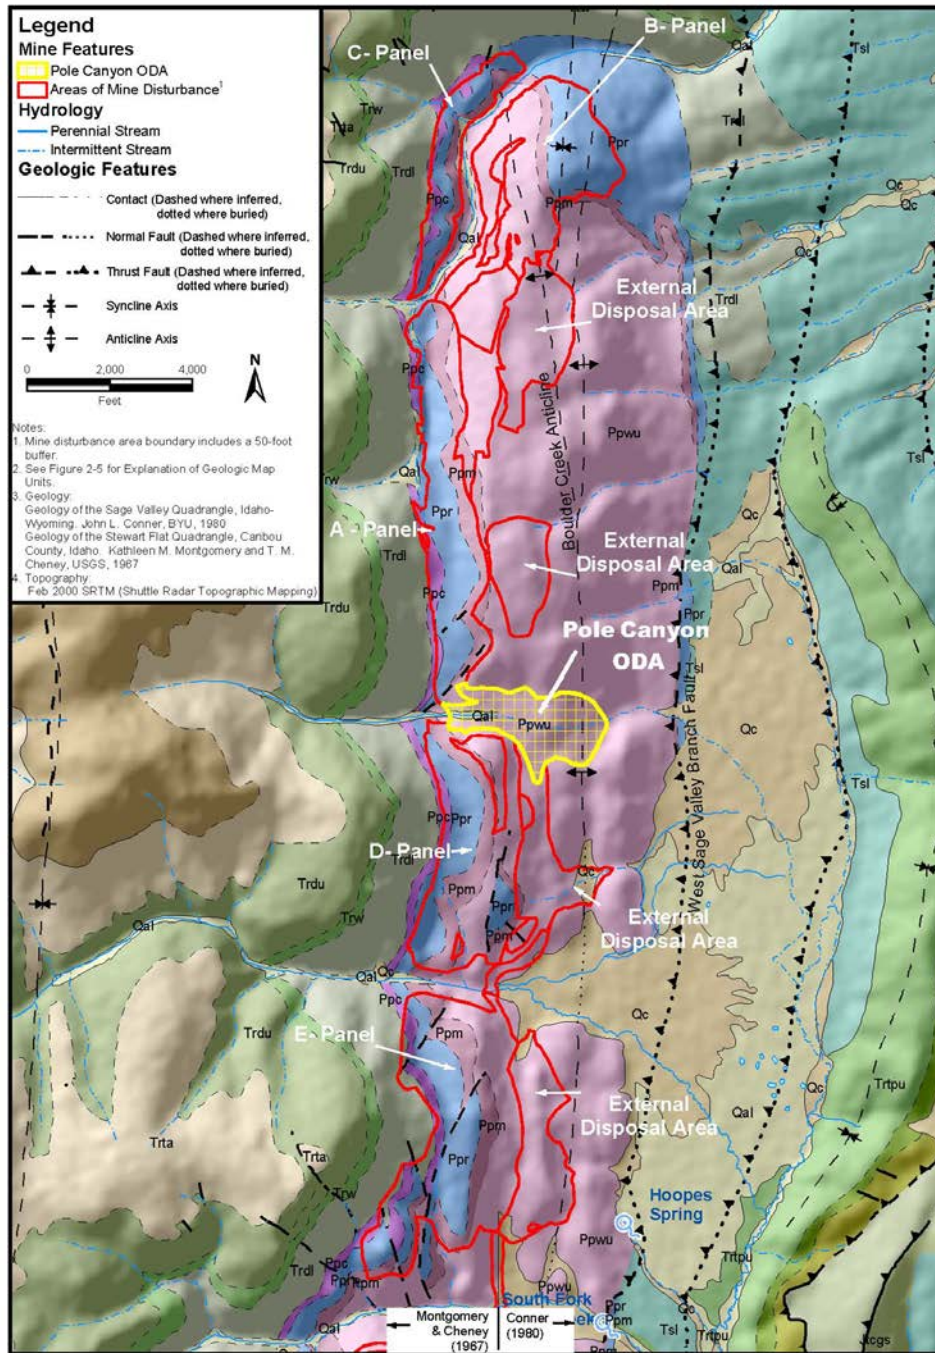 Legend
Mine Features
Pole Canyon ODA
Areas of Mine Disturbance¹
Hydrology
Perennial Stream
Intermittent Stream
Geologic Features
Contact (Dashed where inferred,
dotted where buried)
Normal Fault (Dashed where inferred,
dotted where buried)
Thrust Fault (Dashed where inferred,
dotted where buried)
Syncline Axis
Anticline Axis
0 2,000 4,000
Feet
N
Notes:
1. Mine disturbance area boundary includes a 50-foot
buffer.
2. See Figure 2-5 for Explanation of Geologic Map
Units.
3. Geology:
Geology of the Sage Valley Quadrangle, Idaho-
Wyoming. John L. Conner, BYU, 1980
Geology of the Stewart Flat Quadrangle, Caribou
County, Idaho. Kathleen M. Montgomery and T. M.
Cheney, USGS, 1967
4. Topography:
Feb 2000 SRTM (Shuttle Radar Topographic Mapping)
B- Panel
C- Panel
Qal
Tsl
Trw
Trta
Trdu
Trdl
Ppr
Trdl
Ppc
Ppm
Qc
Qc
Qal
Qc
External
Disposal Area
Trdl
Ppc
Boulder Creek Anticline
Ppwu
Tsl
Qal
Ppm
Trw
Ppr
Qc
A - Panel
External
Disposal Area
Trdl
Qal
Ppm
Ppc
Ppr
Trdu
Pole Canyon
ODA
Tsl
Qal
Ppwu
Qc
West Sage Valley Branch Fault
Tsl
Ppc
Ppr
D- Panel
Trdl
Qc
Trdu
Ppm
Ppr
Trw
Qal
Ppm
External
Disposal Area
Qal
Qc
Ppc
Qc
Trdu
E- Panel
Ppm
Qc
Trtpu
External
Disposal Area
Qal
Trta
Ppr
Ppm
Trta
Trw
Hoopes
Spring
Trdl
Ppc
Ppwu
Trtpu
Ppm
Ppwu
South Fork
Ppr
Qc
Qal
Montgomery
& Cheney
(1967)
Conner
(1980)
Ppm
Tsl
Trtpu
Ppm